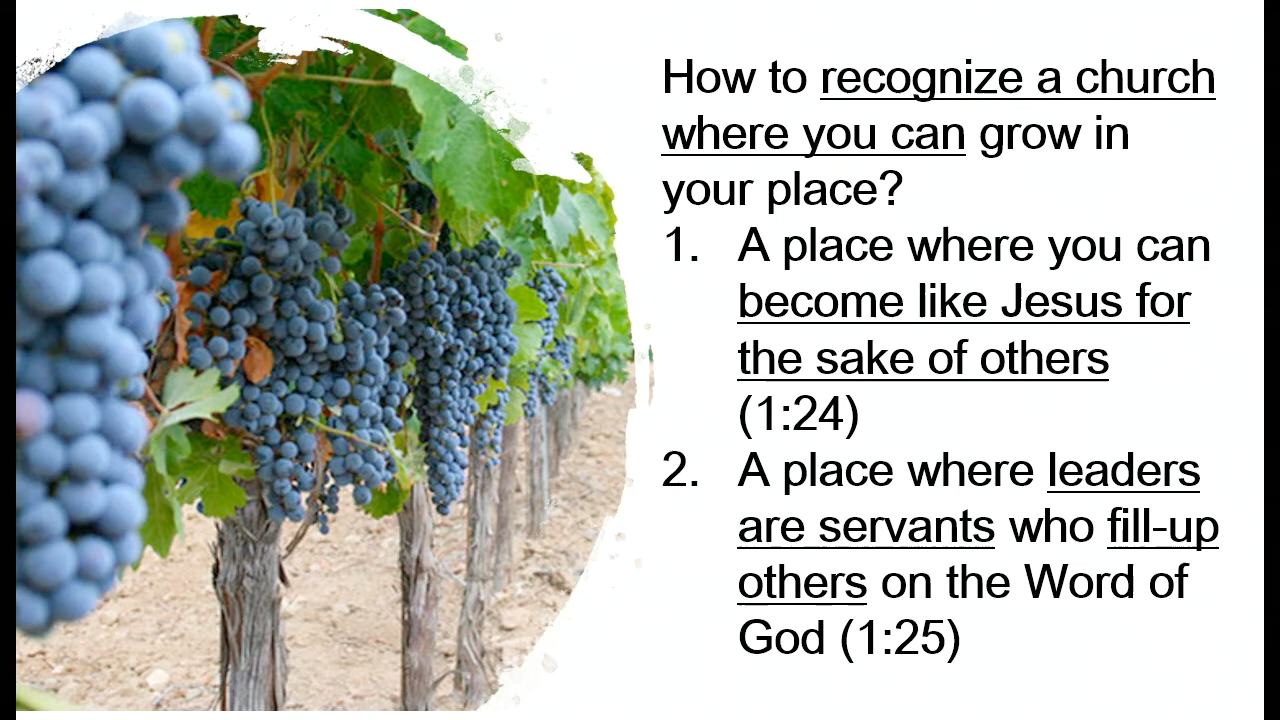 How to recognize a church
where you can grow in
your place?
1. A place where you can
become like Jesus for
the sake of others
(1:24)
2. A place where leaders
are servants who fill-up
others on the Word of
God (1:25)